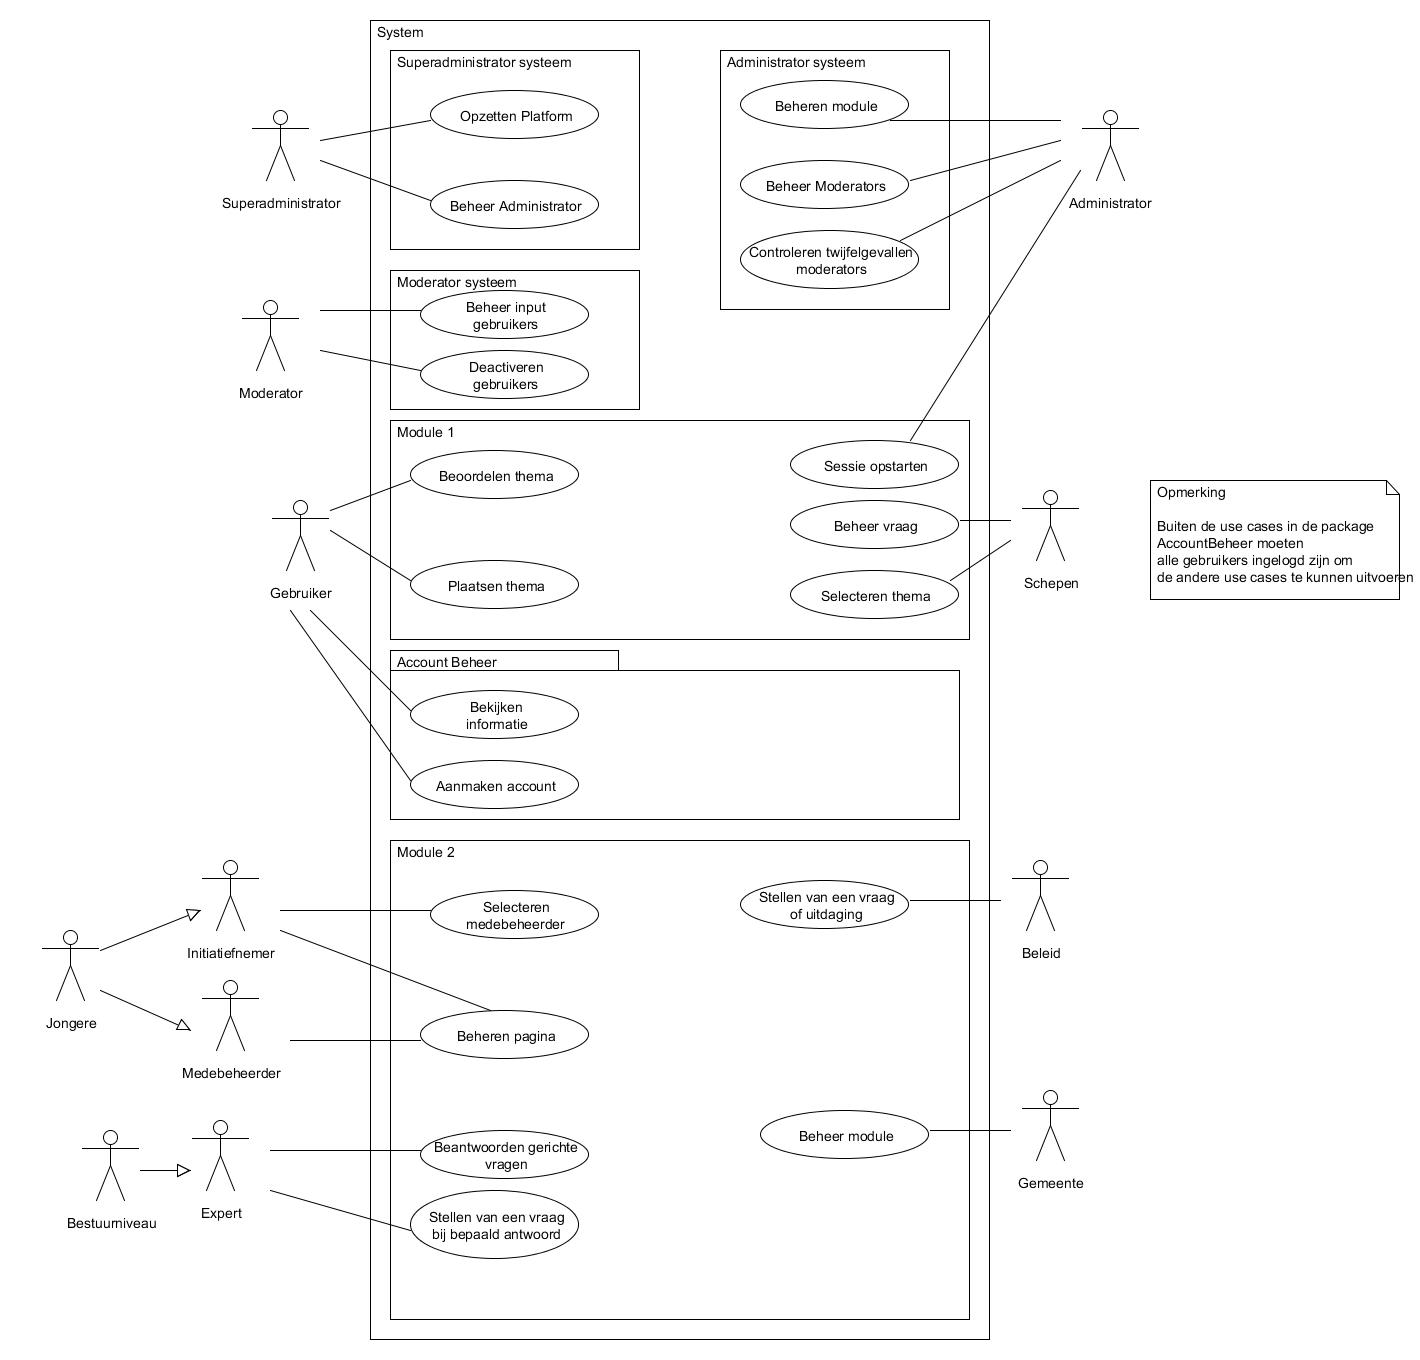 System
Superadministrator systeem
Opzetten Platform
Beheer Administrator
Superadministrator
Administrator systeem
Beheren module
Beheer Moderators
Controleren twijfelgevallen
moderators
Administrator
Moderator systeem
Beheer input
gebruikers
Deactiveren
gebruikers
Moderator
Module 1
Beoordelen thema
Plaatsen thema
Sessie opstarten
Beheer vraag
Selecteren thema
Gebruiker
Schepen
Opmerking
Buiten de use cases in de package
AccountBeheer moeten
alle gebruikers ingelogd zijn om
de andere use cases te kunnen uitvoeren
Account Beheer
Bekijken
informatie
Aanmaken account
Module 2
Selecteren
medebeheerder
Stellen van een vraag
of uitdaging
Initiatiefnemer
Beleid
Jongere
Beheren pagina
Medebeheerder
Beantwoorden gerichte
vragen
Beheer module
Gemeente
Bestuurniveau
Expert
Stellen van een vraag
bij bepaald antwoord